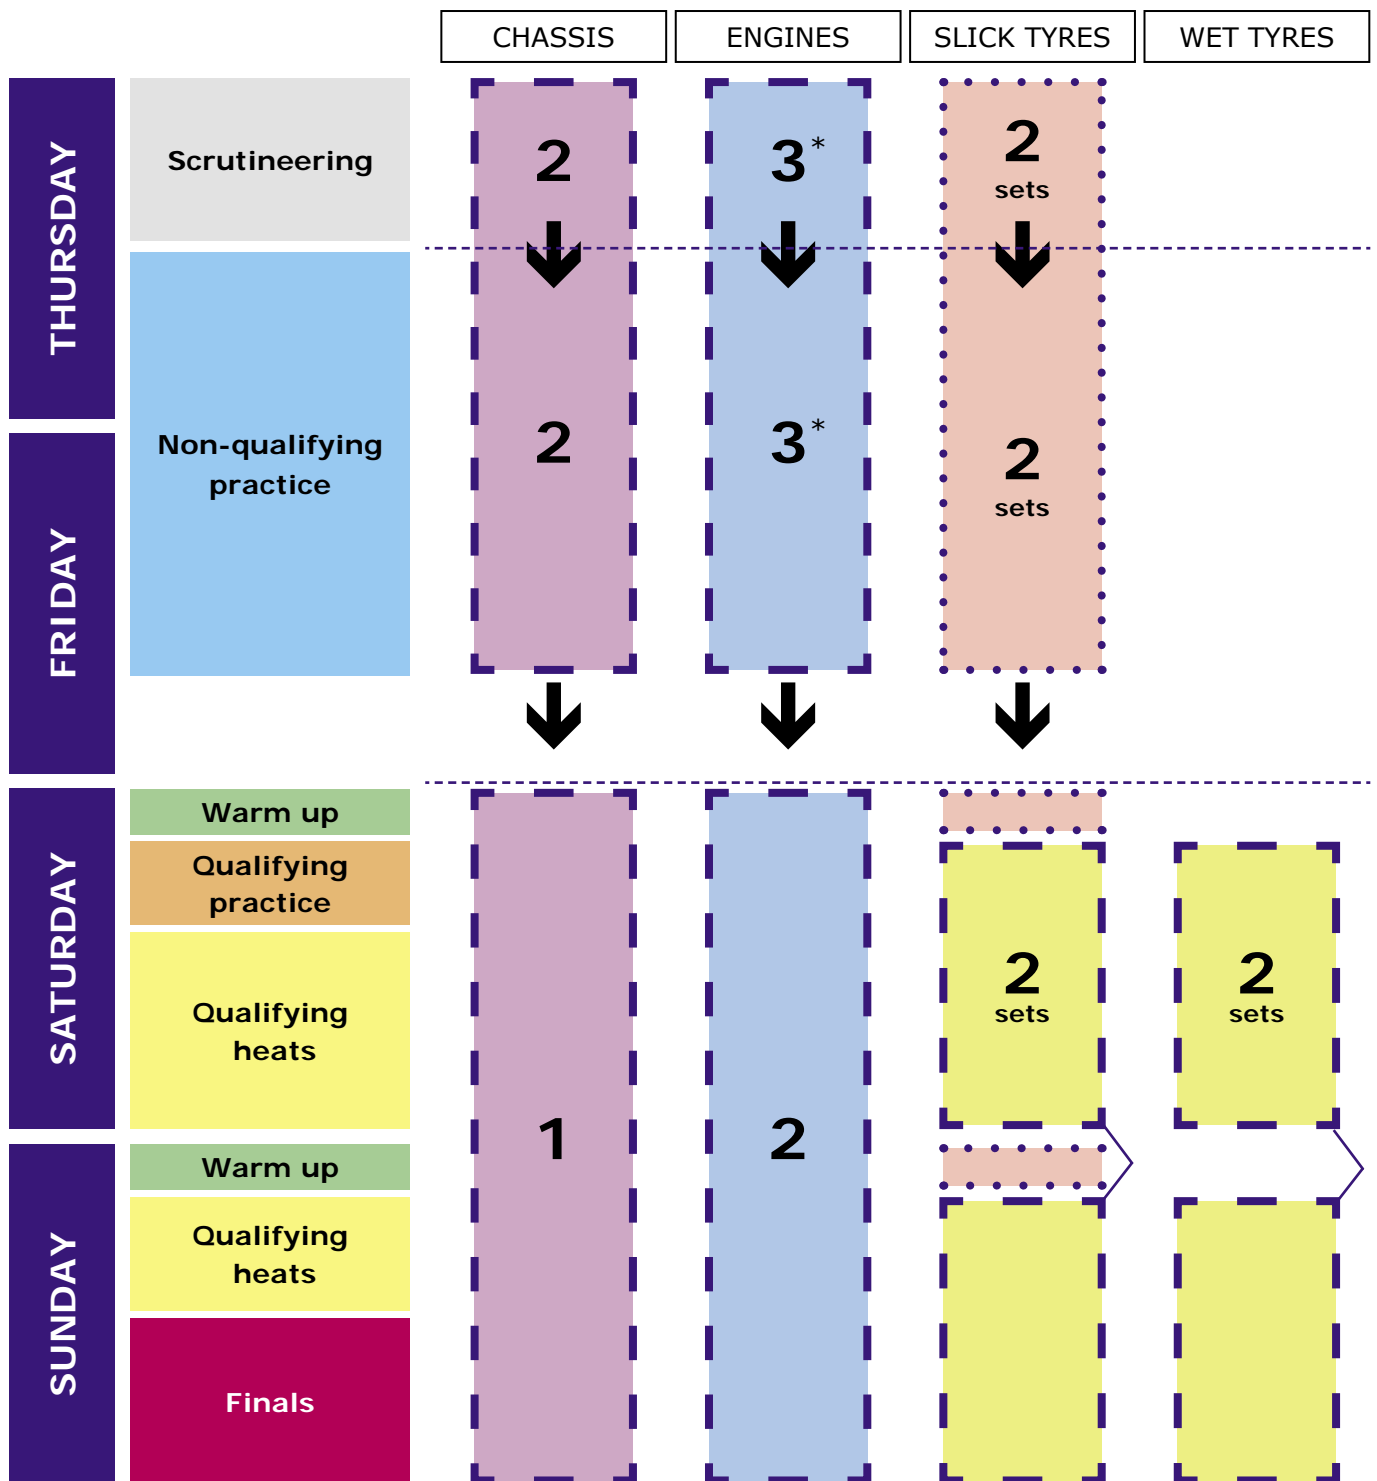 CHASSIS ENGINES SLICK TYRES WET TYRES
THURSDAY
Scrutineering 2 3* 2
sets
Non-qualifying
practice
2 3* 2
sets
FRIDAY
SATURDAY
Warm up
Qualifying
practice
Qualifying
heats
2
sets
2
sets
1 2
SUNDAY
Warm up
Qualifying
heats
Finals